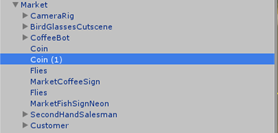 Market
CameraRig
BirdGlassesCutscene
CoffeeBot
Coin
Coin (1)
Flies
MarketCoffeeSign
Flies
MarketFishSignNeon
SecondHandSalesman
Customer